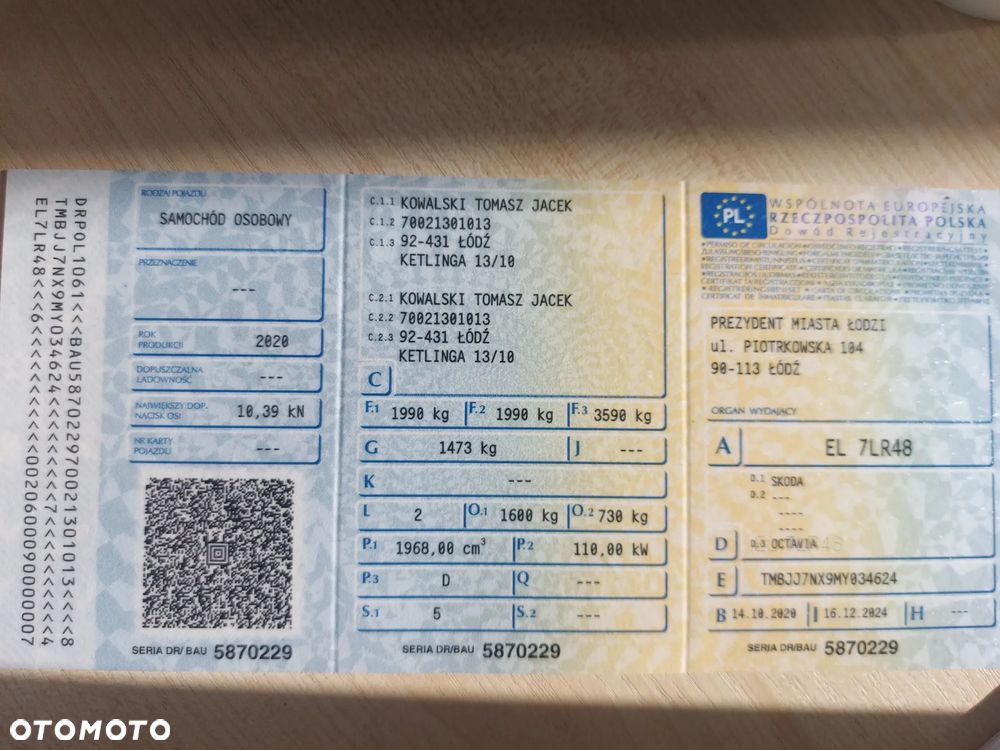 DRPOL1061<<BAU58702297002130 1013<<<<8
TMBJJ7NX9MY034624<<<<<<<<
EL7LR48<<<6<<<<<<<<<<
RODZAJ POJAZDU
SAMOCHÓD OSOBOWY
PRZEZNACZENIE
---
ROK
PRODUKCJI 2020
DOPUSZCZALNA
ŁADOWNOŚĆ ---
NAJWIĘKSZY DOP.
NACISK OSI 10,39 kN
NR KARTY
POJAZDU ---
SERIA DR/BAU 5870229
C.1.1 KOWALSKI TOMASZ JACEK
C.1.2 70021301013
C.1.3 92-431 ŁÓDŹ
KETLINGA 13/10
C.2.1 KOWALSKI TOMASZ JACEK
C.2.2 70021301013
C.2.3 92-431 ŁÓDŹ
KETLINGA 13/10
C
F.1 1990 kg F.2 1990 kg F.3 3590 kg
G 1473 kg J ---
K ---
L 2 O.1 1600 kg O.2 730 kg
P.1 1968,00 cm³ P.2 110,00 kW
P.3 D Q ---
S.1 5 S.2 ---
SERIA DR/BAU 5870229
PL
WSPÓLNOTA EUROPEJSKA
RZECZPOSPOLITA POLSKA
Dowód Rejestracyjny
PREZYDENT MIASTA ŁODZI
ul. PIOTRKOWSKA 104
90-113 ŁÓDŹ
ORGAN WYDAJĄCY
A EL 7LR48
D.1 SKODA
D.2 ---
----
----
D D.3 OCTAVIA
E TMBJJ7NX9MY034624
B 14.10.2020 I 16.12.2024 H ---
SERIA DR/BAU 5870229
OTOMOTO